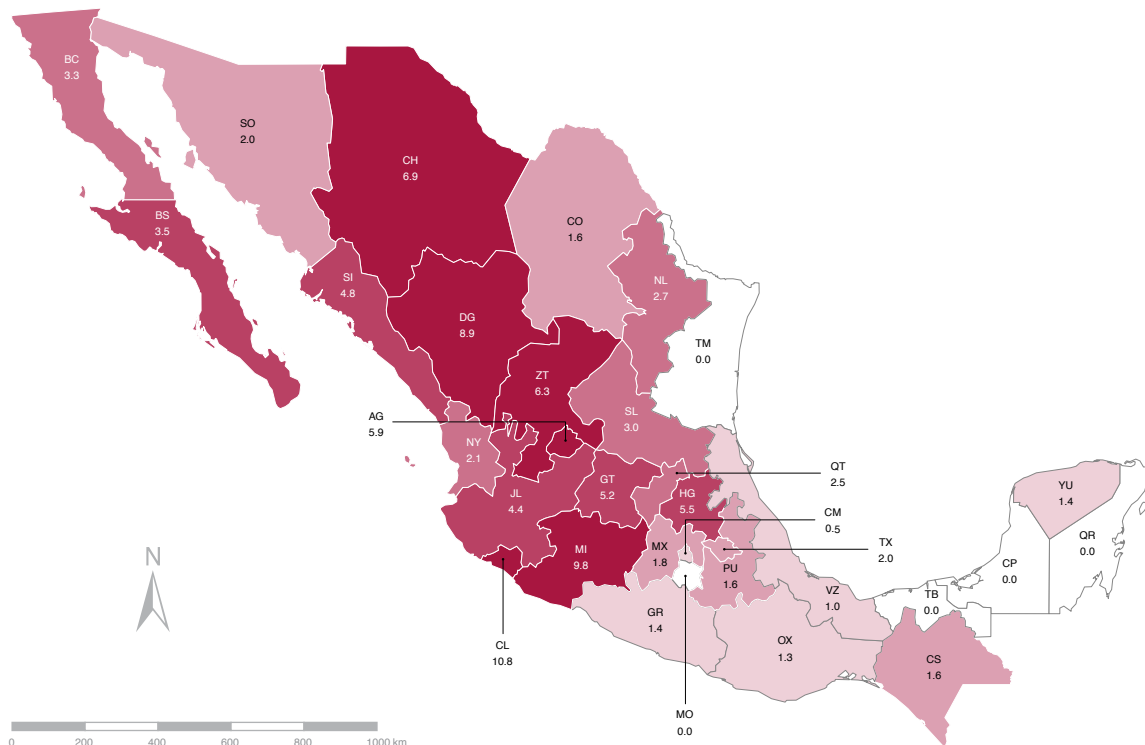 BC
3.3
SO
2.0
CH
6.9
BS
3.5
CO
1.6
SI
4.8
NL
2.7
DG
8.9
TM
0.0
ZT
6.3
AG
5.9
SL
3.0
NY
2.1
QT
2.5
YU
1.4
JL
4.4
GT
5.2
HG
5.5
CM
0.5
QR
0.0
TX
2.0
MI
9.8
MX
1.8
PU
1.6
CP
0.0
N
VZ
1.0
TB
0.0
GR
1.4
OX
1.3
CL
10.8
CS
1.6
MO
0.0
0 200 400 600 800 1000 km